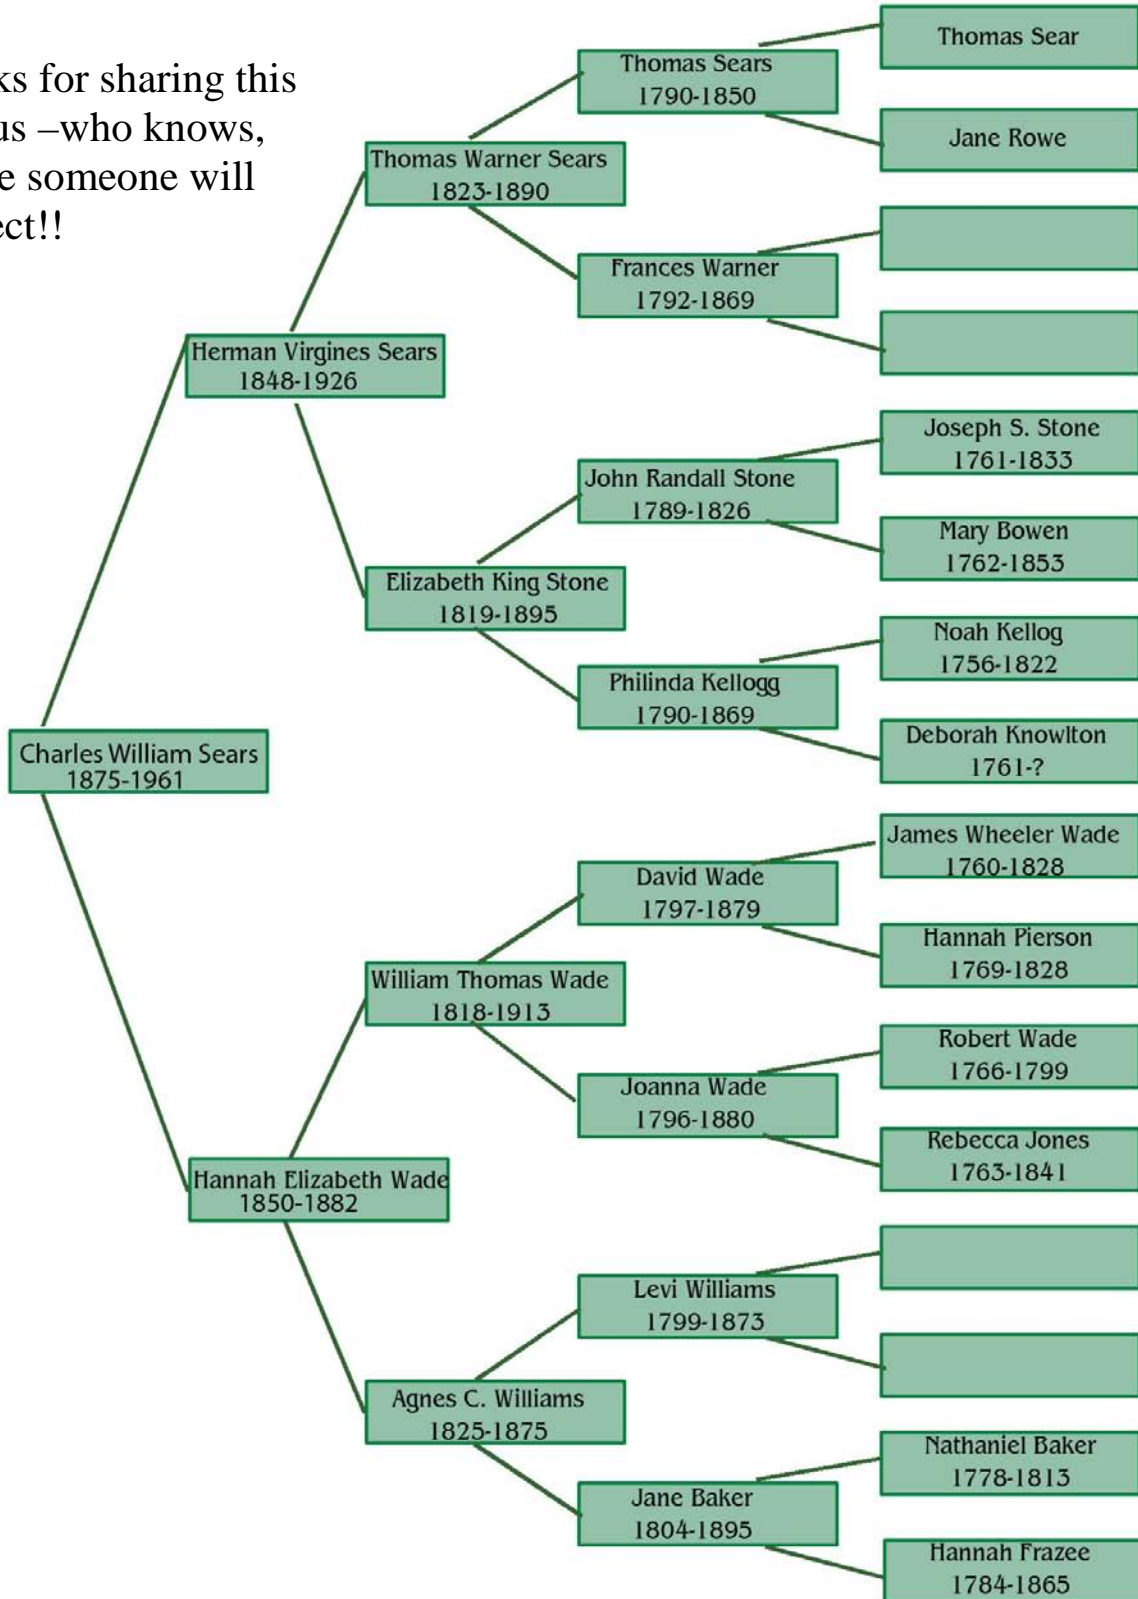 ks for sharing this
us –who knows,
e someone will
ect!!
Thomas Sear
Thomas Sears
1790-1850
Jane Rowe
Thomas Warner Sears
1823-1890
Frances Warner
1792-1869
Herman Virgines Sears
1848-1926
Joseph S. Stone
1761-1833
John Randall Stone
1789-1826
Mary Bowen
1762-1853
Elizabeth King Stone
1819-1895
Noah Kellog
1756-1822
Philinda Kellogg
1790-1869
Deborah Knowlton
1761-?
Charles William Sears
1875-1961
James Wheeler Wade
1760-1828
David Wade
1797-1879
Hannah Pierson
1769-1828
William Thomas Wade
1818-1913
Robert Wade
1766-1799
Joanna Wade
1796-1880
Rebecca Jones
1763-1841
Hannah Elizabeth Wade
1850-1882
Levi Williams
1799-1873
Agnes C. Williams
1825-1875
Nathaniel Baker
1778-1813
Jane Baker
1804-1895
Hannah Frazee
1784-1865